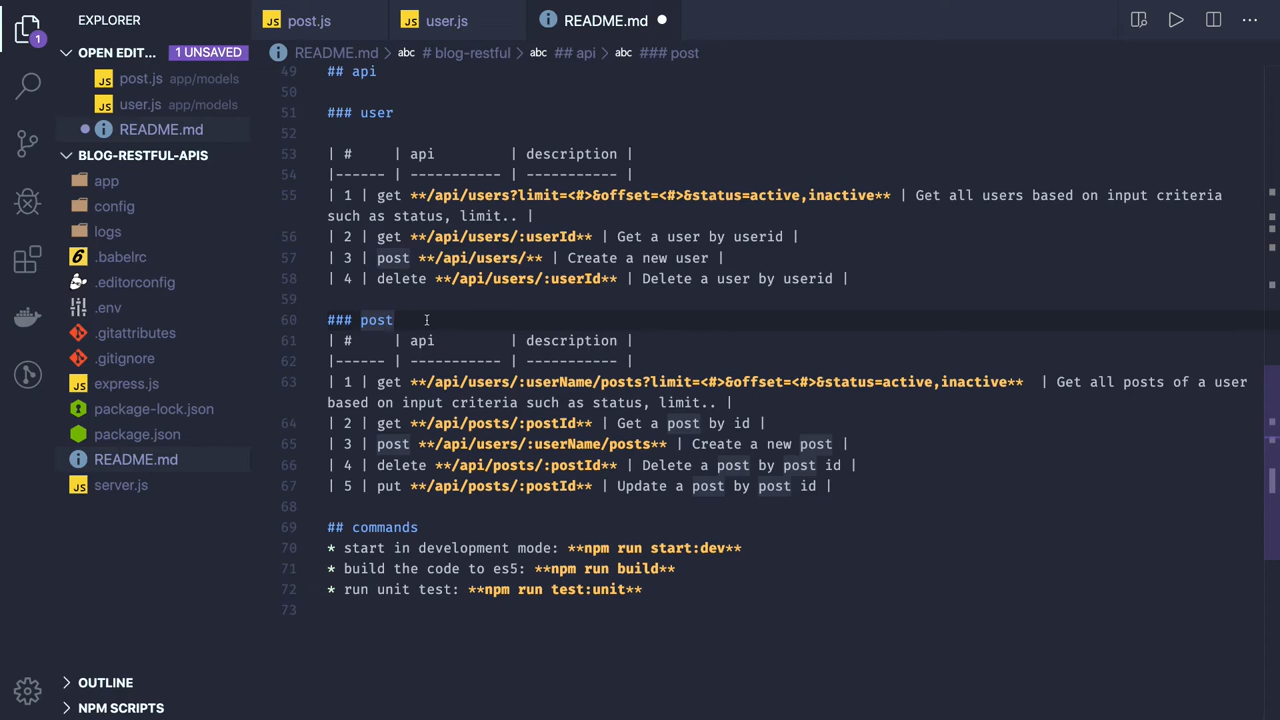 EXPLORER
post.js
user.js
README.md
1
OPEN EDIT...
1 UNSAVED
README.md > # blog-restful > ## api > ### post
post.js app/models
user.js app/models
README.md
BLOG-RESTFUL-APIS
app
config
logs
.babelrc
.editorconfig
.env
.gitattributes
.gitignore
express.js
package-lock.json
package.json
README.md
server.js
OUTLINE
NPM SCRIPTS
49 ## api
50
51 ### user
52
53 | # | api | description |
54 |------ | ----------- | ----------- |
55 | 1 | get **/api/users?limit=<#>&offset=<#>&status=active,inactive** | Get all users based on input criteria
such as status, limit.. |
56 | 2 | get **/api/users/:userId** | Get a user by userid |
57 | 3 | post **/api/users/** | Create a new user |
58 | 4 | delete **/api/users/:userId** | Delete a user by userid |
59
60 ### post
61 | # | api | description |
62 |------ | ----------- | ----------- |
63 | 1 | get **/api/users/:userName/posts?limit=<#>&offset=<#>&status=active,inactive** | Get all posts of a user
based on input criteria such as status, limit.. |
64 | 2 | get **/api/posts/:postId** | Get a post by id |
65 | 3 | post **/api/users/:userName/posts** | Create a new post |
66 | 4 | delete **/api/posts/:postId** | Delete a post by post id |
67 | 5 | put **/api/posts/:postId** | Update a post by post id |
68
69 ## commands
70 * start in development mode: **npm run start:dev**
71 * build the code to es5: **npm run build**
72 * run unit test: **npm run test:unit**
73